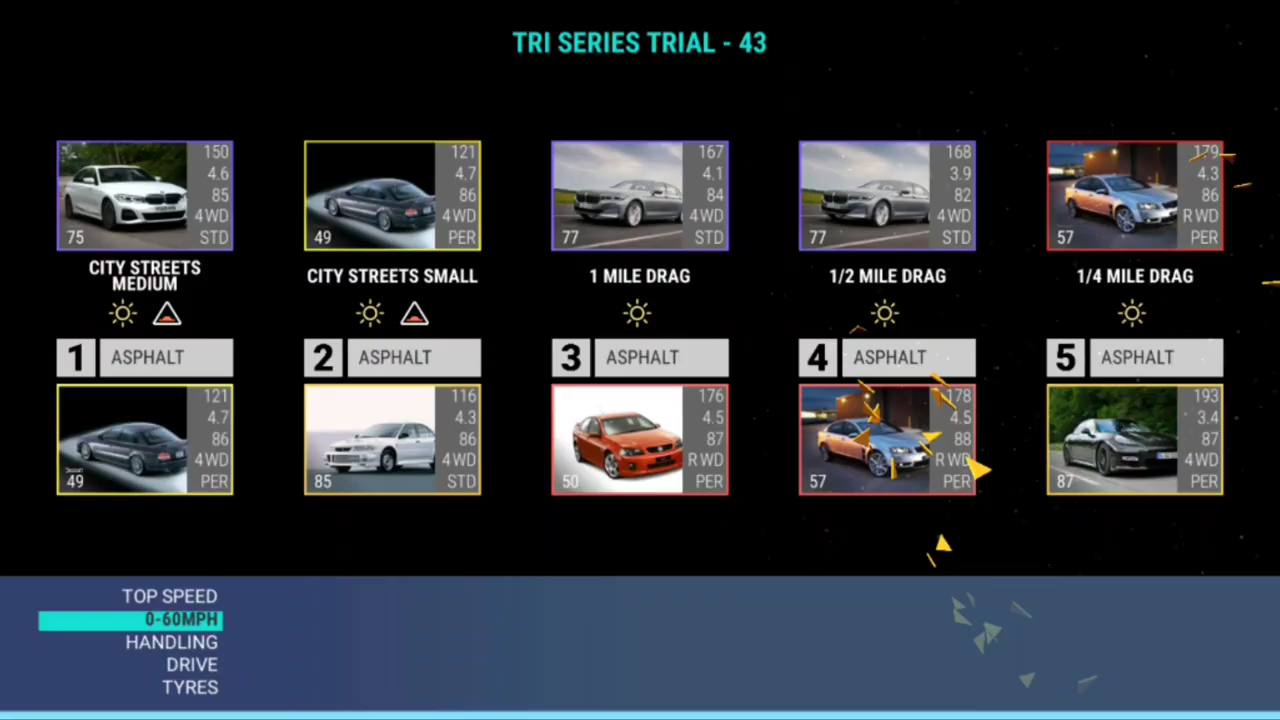 TRI SERIES TRIAL - 43
150
4.6
85
4WD
75 STD
121
4.7
86
4WD
49 PER
167
4.1
84
4WD
77 STD
168
3.9
82
4WD
77 STD
179
4.3
86
RWD
57 PER
CITY STREETS
MEDIUM
CITY STREETS SMALL
1 MILE DRAG
1/2 MILE DRAG
1/4 MILE DRAG
1 ASPHALT
2 ASPHALT
3 ASPHALT
4 ASPHALT
5 ASPHALT
121
4.7
86
4WD
49 PER
116
4.3
86
4WD
85 STD
176
4.5
87
RWD
50 PER
178
4.5
88
RWD
57 PER
193
3.4
87
4WD
87 PER
TOP SPEED
0-60MPH
HANDLING
DRIVE
TYRES